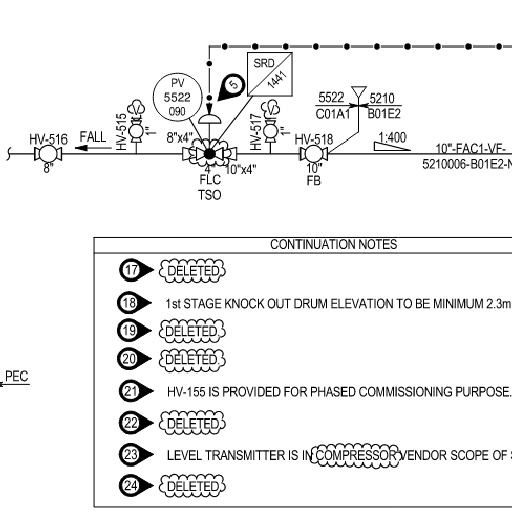 SRD
1441
PV
5522
090
5
5522
5210
C01A1
B01E2
HV-515
1"
HV-517
1"
HV-516
FALL
8"x4"
HV-518
1:400
8"
4"
10"x4"
10"
FLC
FB
TSO
10"-FAC1-VF-
5210006-B01E2-N
CONTINUATION NOTES
17 DELETED
18 1st STAGE KNOCK OUT DRUM ELEVATION TO BE MINIMUM 2.3m
19 DELETED
20 DELETED
PEC
21 HV-155 IS PROVIDED FOR PHASED COMMISSIONING PURPOSE.
22 DELETED
23 LEVEL TRANSMITTER IS IN COMPRESSOR VENDOR SCOPE OF
24 DELETED